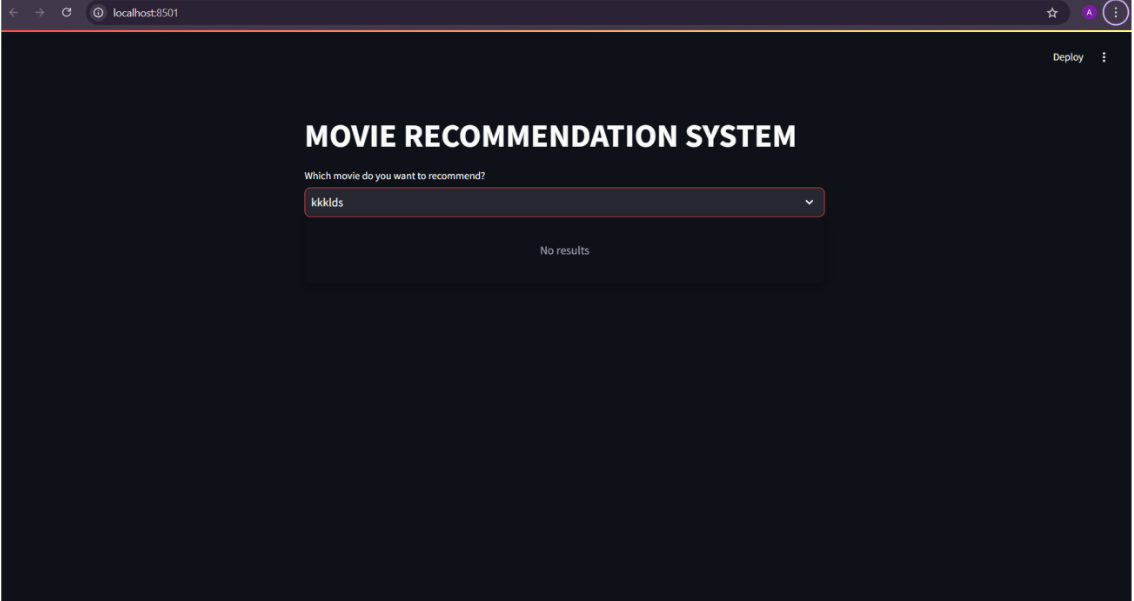 localhost:8501
A
Deploy
MOVIE RECOMMENDATION SYSTEM
Which movie do you want to recommend?
kkklds
No results